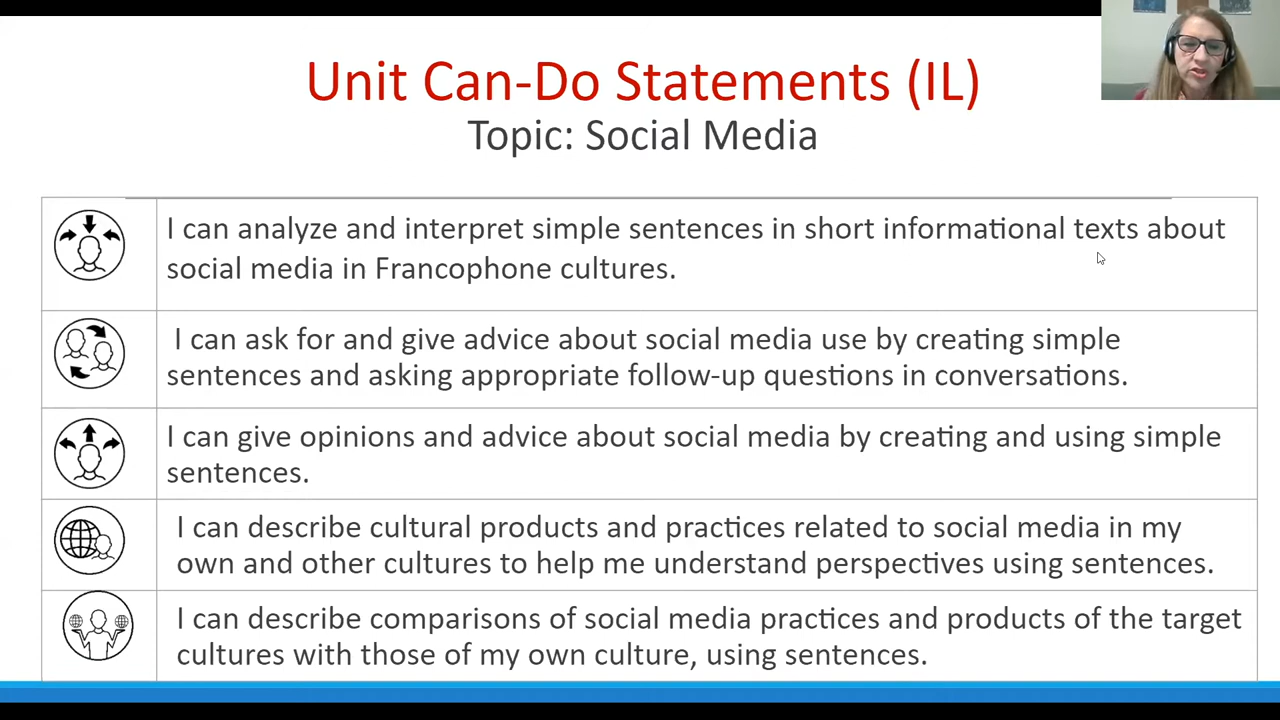 Unit Can-Do Statements (IL)
Topic: Social Media
I can analyze and interpret simple sentences in short informational texts about
social media in Francophone cultures.
I can ask for and give advice about social media use by creating simple
sentences and asking appropriate follow-up questions in conversations.
I can give opinions and advice about social media by creating and using simple
sentences.
I can describe cultural products and practices related to social media in my
own and other cultures to help me understand perspectives using sentences.
I can describe comparisons of social media practices and products of the target
cultures with those of my own culture, using sentences.